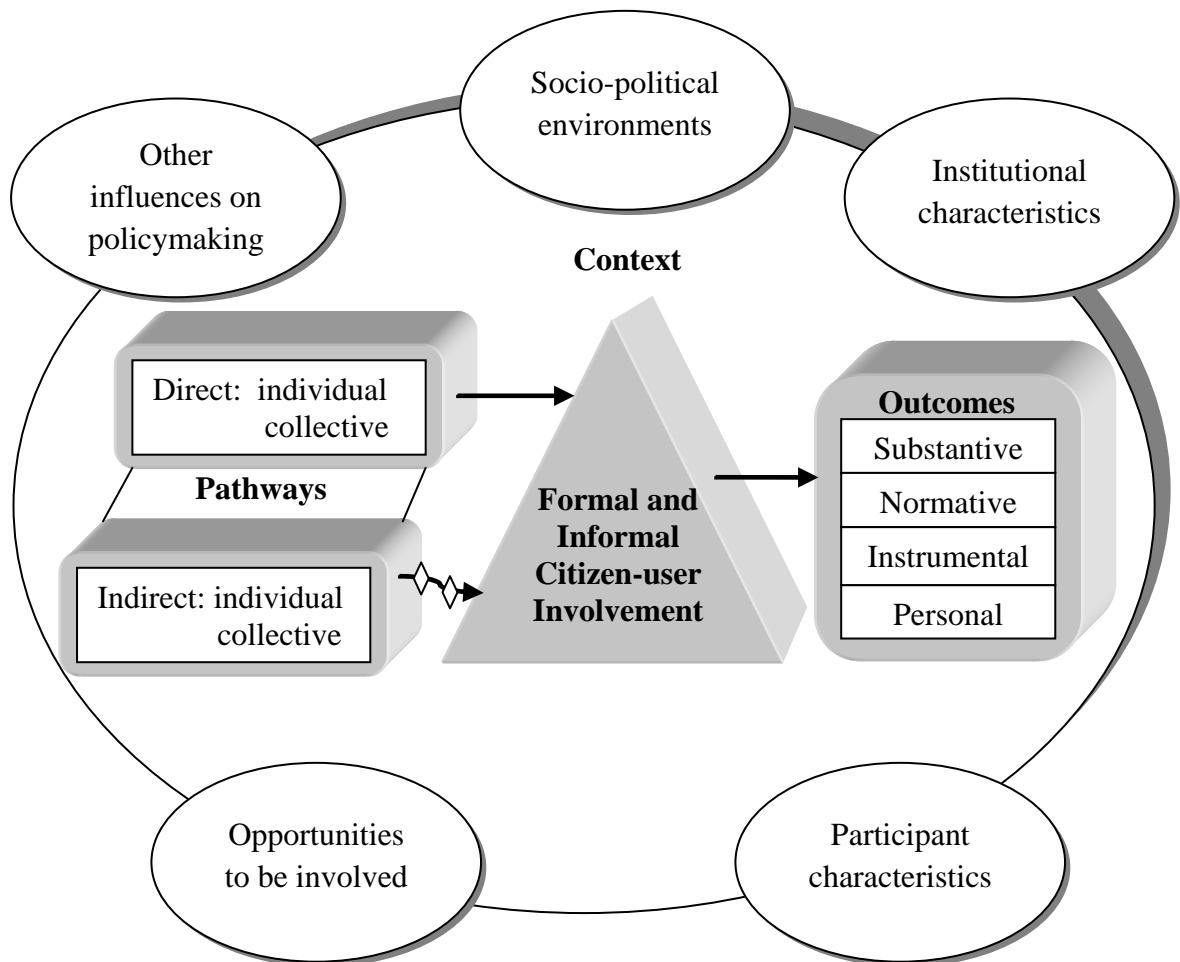 Socio-political
environments
Other
influences on
policymaking
Institutional
characteristics
Context
Direct: individual
collective
Pathways
Indirect: individual
collective
Formal and
Informal
Citizen-user
Involvement
Outcomes
Substantive
Normative
Instrumental
Personal
Opportunities
to be involved
Participant
characteristics